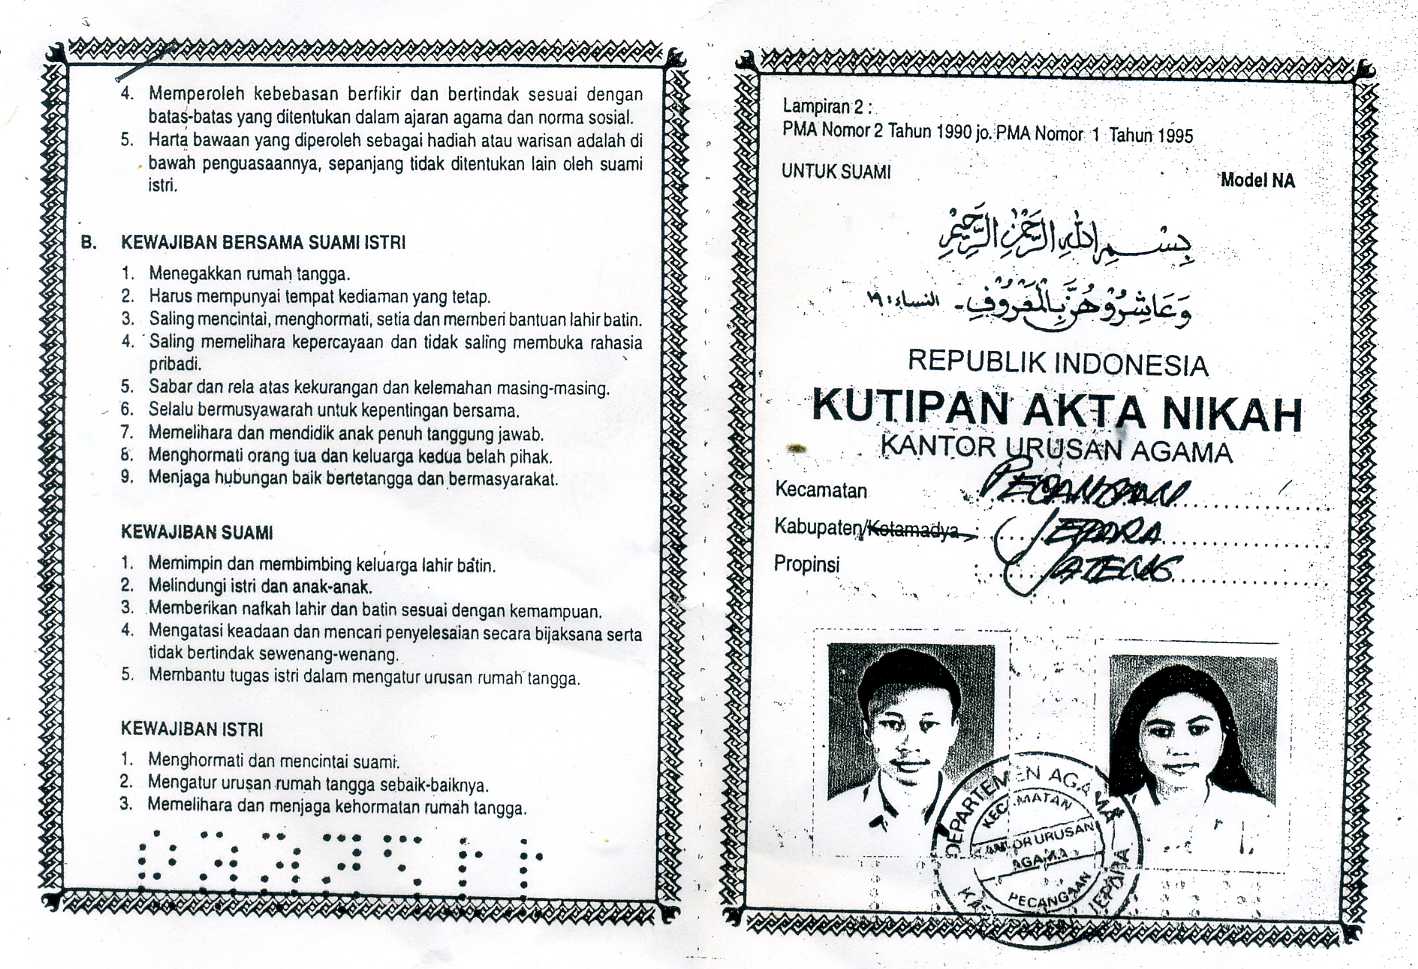 4. Memperoleh kebebasan berfikir dan bertindak sesuai dengan
batas-batas yang ditentukan dalam ajaran agama dan norma sosial.
5. Harta bawaan yang diperoleh sebagai hadiah atau warisan adalah di
bawah penguasaannya, sepanjang tidak ditentukan lain oleh suami
istri.
B. KEWAJIBAN BERSAMA SUAMI ISTRI
1. Menegakkan rumah tangga.
2. Harus mempunyai tempat kediaman yang tetap.
3. Saling mencintai, menghormati, setia dan memberi bantuan lahir batin.
4. Saling memelihara kepercayaan dan tidak saling membuka rahasia
pribadi.
5. Sabar dan rela atas kekurangan dan kelemahan masing-masing.
6. Selalu bermusyawarah untuk kepentingan bersama.
7. Memelihara dan mendidik anak penuh tanggung jawab.
8. Menghormati orang tua dan keluarga kedua belah pihak.
9. Menjaga hubungan baik bertetangga dan bermasyarakat.
KEWAJIBAN SUAMI
1. Memimpin dan membimbing keluarga lahir batin.
2. Melindungi istri dan anak-anak.
3. Memberikan nafkah lahir dan batin sesuai dengan kemampuan.
4. Mengatasi keadaan dan mencari penyelesaian secara bijaksana serta
tidak bertindak sewenang-wenang.
5. Membantu tugas istri dalam mengatur urusan rumah tangga.
KEWAJIBAN ISTRI
1. Menghormati dan mencintai suami.
2. Mengatur urusan rumah tangga sebaik-baiknya.
3. Memelihara dan menjaga kehormatan rumah tangga.
Lampiran 2 :
PMA Nomor 2 Tahun 1990 jo. PMA Nomor 1 Tahun 1995
UNTUK SUAMI
Model NA
بِسْمِ اللهِ الرَّحْمٰنِ الرَّحِيْمِ
وَعَاشِرُوْهُنَّ بِالْمَعْرُوْفِ - النساء : ١٩
REPUBLIK INDONESIA
KUTIPAN AKTA NIKAH
KANTOR URUSAN AGAMA
Kecamatan : PECANGAAN
Kabupaten/Kotamadya : JEPARA
Propinsi : JATENG
DEPARTEMEN AGAMA
KECAMATAN
KANTOR URUSAN
AGAMA
PECANGAAN
JEPARA